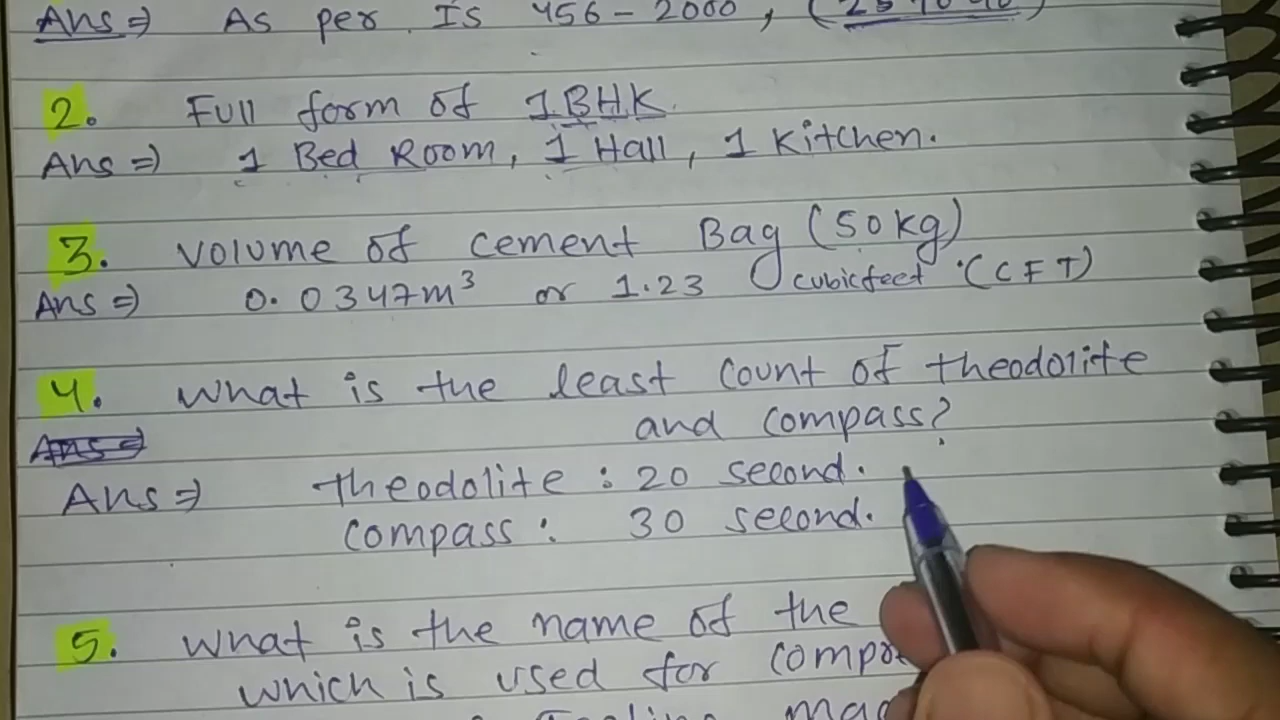 Ans ⇒ As per IS 456-2000, (
2. Full form of 1BHK.
Ans ⇒ 1 Bed Room, 1 Hall, 1 Kitchen.
3. Volume of cement Bag (50kg)
Ans ⇒ 0.0347m³ or 1.23 cubicfeet (CFT)
4. What is the least count of theodolite
and compass?
Ans ⇒
Ans ⇒ theodolite : 20 second.
compass : 30 second.
5. What is the name of the
which is used for